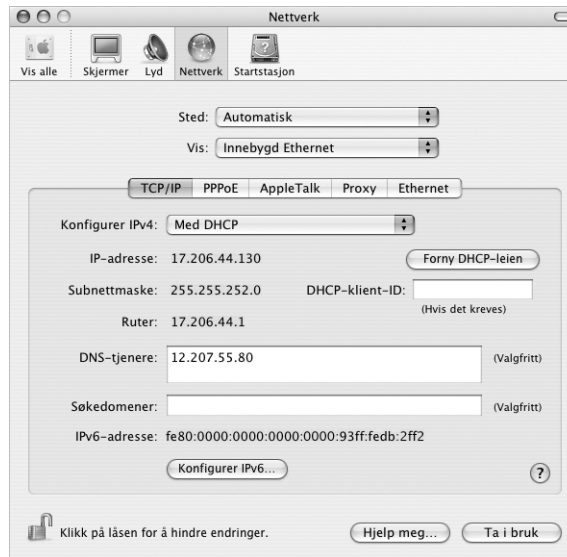 Nettverk
Vis alle Skjermer Lyd Nettverk Startstasjon
Sted: Automatisk
Vis: Innebygd Ethernet
TCP/IP PPPoE AppleTalk Proxy Ethernet
Konfigurer IPv4: Med DHCP
IP-adresse: 17.206.44.130 Forny DHCP-leien
Subnettmaske: 255.255.252.0 DHCP-klient-ID:
(Hvis det kreves)
Ruter: 17.206.44.1
DNS-tjenere: 12.207.55.80 (Valgfritt)
Søkedomener: (Valgfritt)
IPv6-adresse: fe80:0000:0000:0000:0000:93ff:fedb:2ff2
Konfigurer IPv6... ?
Klikk på låsen for å hindre endringer. Hjelp meg... Ta i bruk